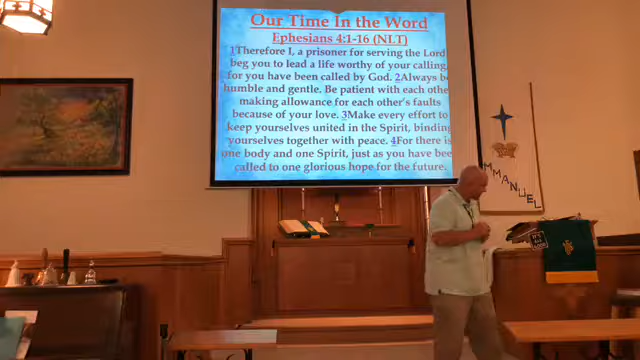 Our Time In the Word
Ephesians 4:1-16 (NLT)
1Therefore I, a prisoner for serving the Lord
beg you to lead a life worthy of your calling,
for you have been called by God. 2Always be
humble and gentle. Be patient with each othe
making allowance for each other's faults
because of your love. 3Make every effort to
keep yourselves united in the Spirit, binding
yourselves together with peace. 4For there is
one body and one Spirit, just as you have bee
called to one glorious hope for the future.
MMANUEL